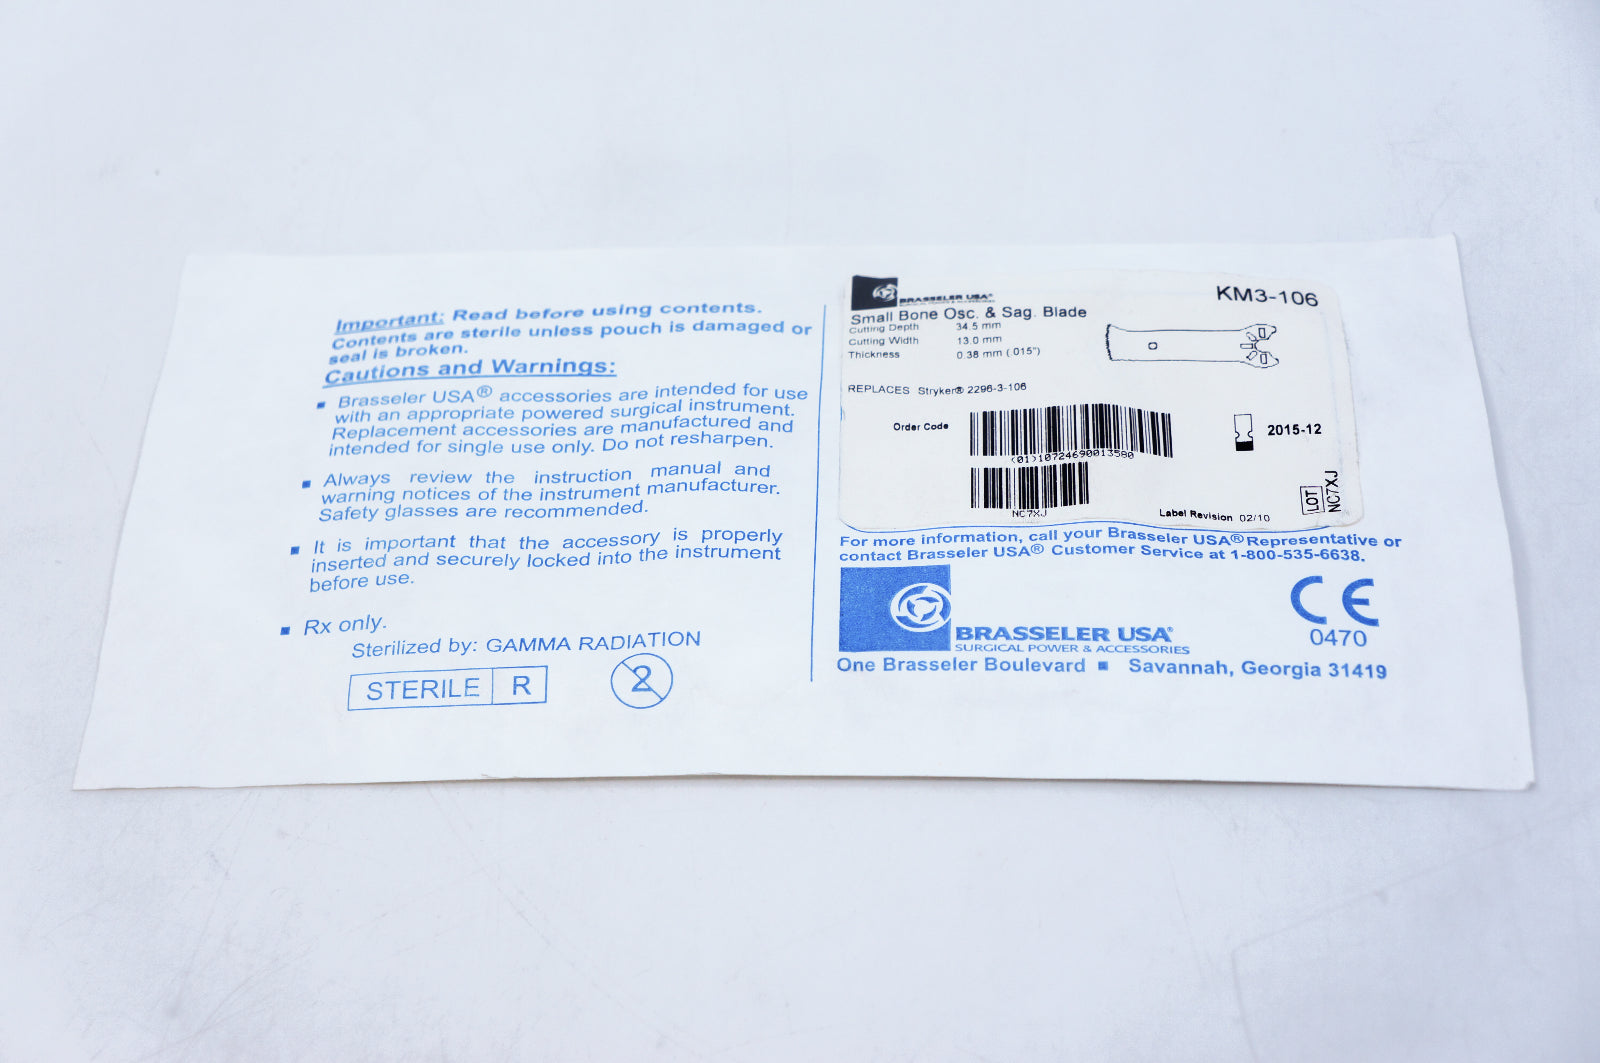 Important: Read before using contents.
Contents are sterile unless pouch is damaged or
seal is broken.
Cautions and Warnings:
▪ Brasseler USA® accessories are intended for use
with an appropriate powered surgical instrument.
Replacement accessories are manufactured and
intended for single use only. Do not resharpen.
▪ Always review the instruction manual and
warning notices of the instrument manufacturer.
Safety glasses are recommended.
▪ It is important that the accessory is properly
inserted and securely locked into the instrument
before use.
▪ Rx only.
Sterilized by: GAMMA RADIATION
STERILE R
2
BRASSELER USA®
SURGICAL POWER & ACCESSORIES
KM3-106
Small Bone Osc. & Sag. Blade
Cutting Depth 34.5 mm
Cutting Width 13.0 mm
Thickness 0.38 mm (.015")
REPLACES Stryker® 2296-3-106
Order Code
(01)10724690013580
2015-12
NC7XJ
LOT NC7XJ
Label Revision 02/10
For more information, call your Brasseler USA® Representative or
contact Brasseler USA® Customer Service at 1-800-535-6638.
BRASSELER USA®
SURGICAL POWER & ACCESSORIES
CE
0470
One Brasseler Boulevard ▪ Savannah, Georgia 31419